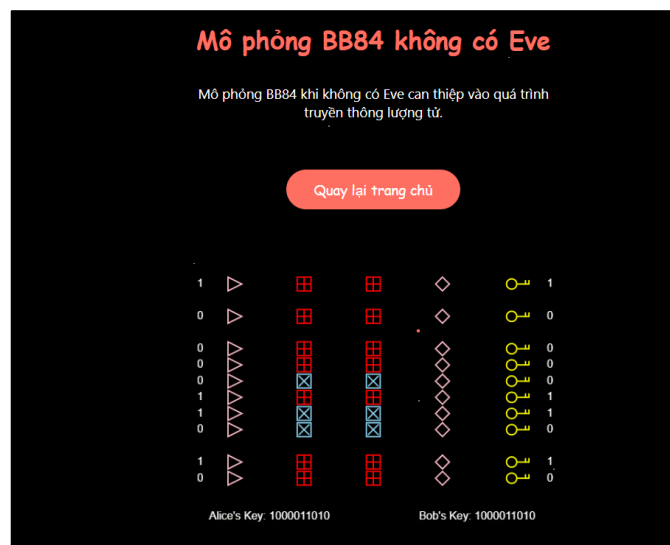 Mô phỏng BB84 không có Eve
Mô phỏng BB84 khi không có Eve can thiệp vào quá trình
truyền thông lượng tử.
Quay lại trang chủ
1 1
0 0
0 0
0 0
0 0
1 1
1 1
0 0
1 1
0 0
Alice's Key: 1000011010 Bob's Key: 1000011010